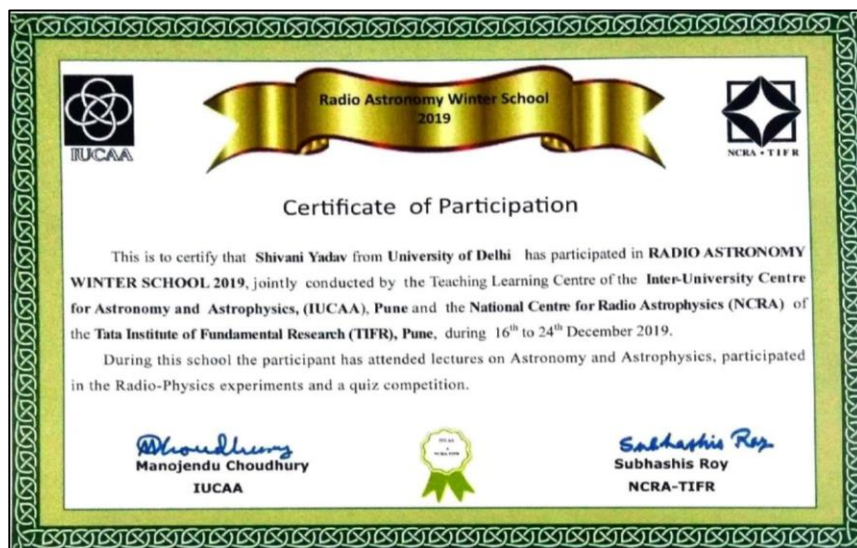 Radio Astronomy Winter School
2019
IUCAA
NCRA • TIFR
Certificate of Participation
This is to certify that Shivani Yadav from University of Delhi has participated in RADIO ASTRONOMY
WINTER SCHOOL 2019, jointly conducted by the Teaching Learning Centre of the Inter-University Centre
for Astronomy and Astrophysics, (IUCAA), Pune and the National Centre for Radio Astrophysics (NCRA) of
the Tata Institute of Fundamental Research (TIFR), Pune, during 16th to 24th December 2019.
During this school the participant has attended lectures on Astronomy and Astrophysics, participated
in the Radio-Physics experiments and a quiz competition.
Subhashis Roy
Manojendu Choudhury
IUCAA
Subhashis Roy
NCRA-TIFR